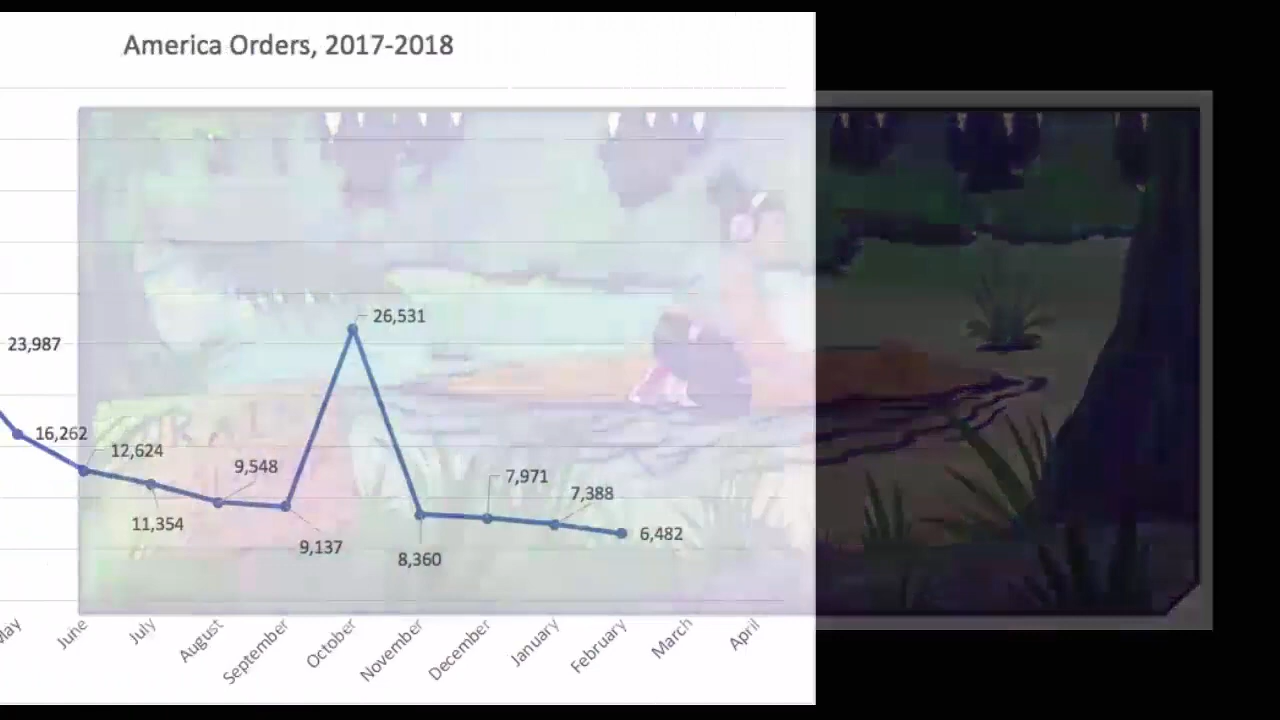 America Orders, 2017-2018
26,531
23,987
16,262
12,624
9,548
7,971
7,388
11,354
9,137
8,360
6,482
May
June
July
August
September
October
November
December
January
February
March
April